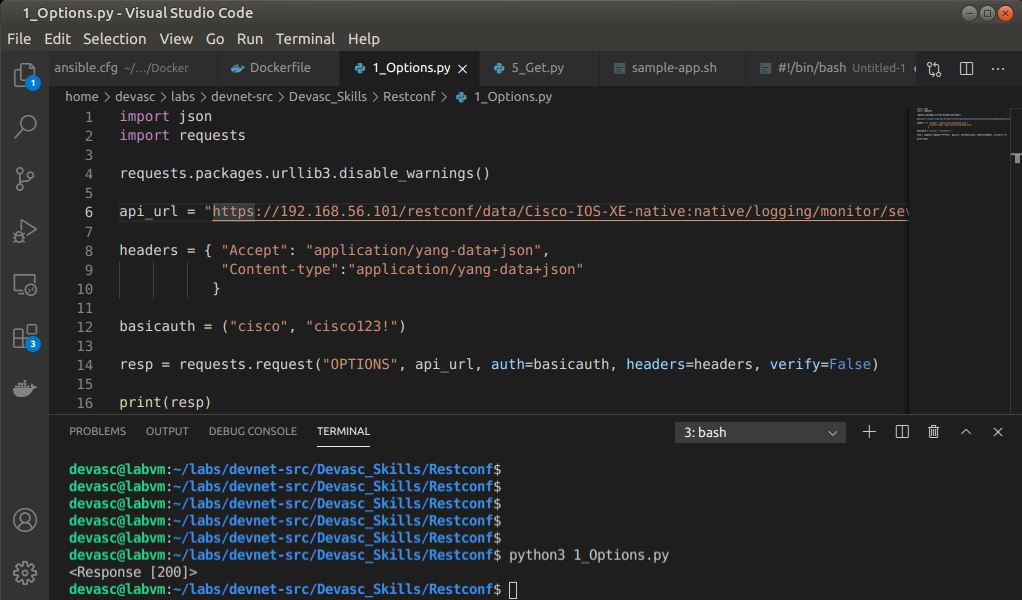 1_Options.py - Visual Studio Code
File Edit Selection View Go Run Terminal Help
ansible.cfg ~/.../Docker Dockerfile 1_Options.py 5_Get.py sample-app.sh #!/bin/bash Untitled-1
1
home > devasc > labs > devnet-src > Devasc_Skills > Restconf > 1_Options.py
1 import json
2 import requests
3
4 requests.packages.urllib3.disable_warnings()
5
6 api_url = "https://192.168.56.101/restconf/data/Cisco-IOS-XE-native:native/logging/monitor/sev
7
8 headers = { "Accept": "application/yang-data+json",
9 "Content-type":"application/yang-data+json"
10 }
11
12 basicauth = ("cisco", "cisco123!")
13
14 resp = requests.request("OPTIONS", api_url, auth=basicauth, headers=headers, verify=False)
15
16 print(resp)
3
PROBLEMS OUTPUT DEBUG CONSOLE TERMINAL 3: bash
devasc@labvm:~/labs/devnet-src/Devasc_Skills/Restconf$
devasc@labvm:~/labs/devnet-src/Devasc_Skills/Restconf$
devasc@labvm:~/labs/devnet-src/Devasc_Skills/Restconf$
devasc@labvm:~/labs/devnet-src/Devasc_Skills/Restconf$
devasc@labvm:~/labs/devnet-src/Devasc_Skills/Restconf$
devasc@labvm:~/labs/devnet-src/Devasc_Skills/Restconf$ python3 1_Options.py
<Response [200]>
devasc@labvm:~/labs/devnet-src/Devasc_Skills/Restconf$